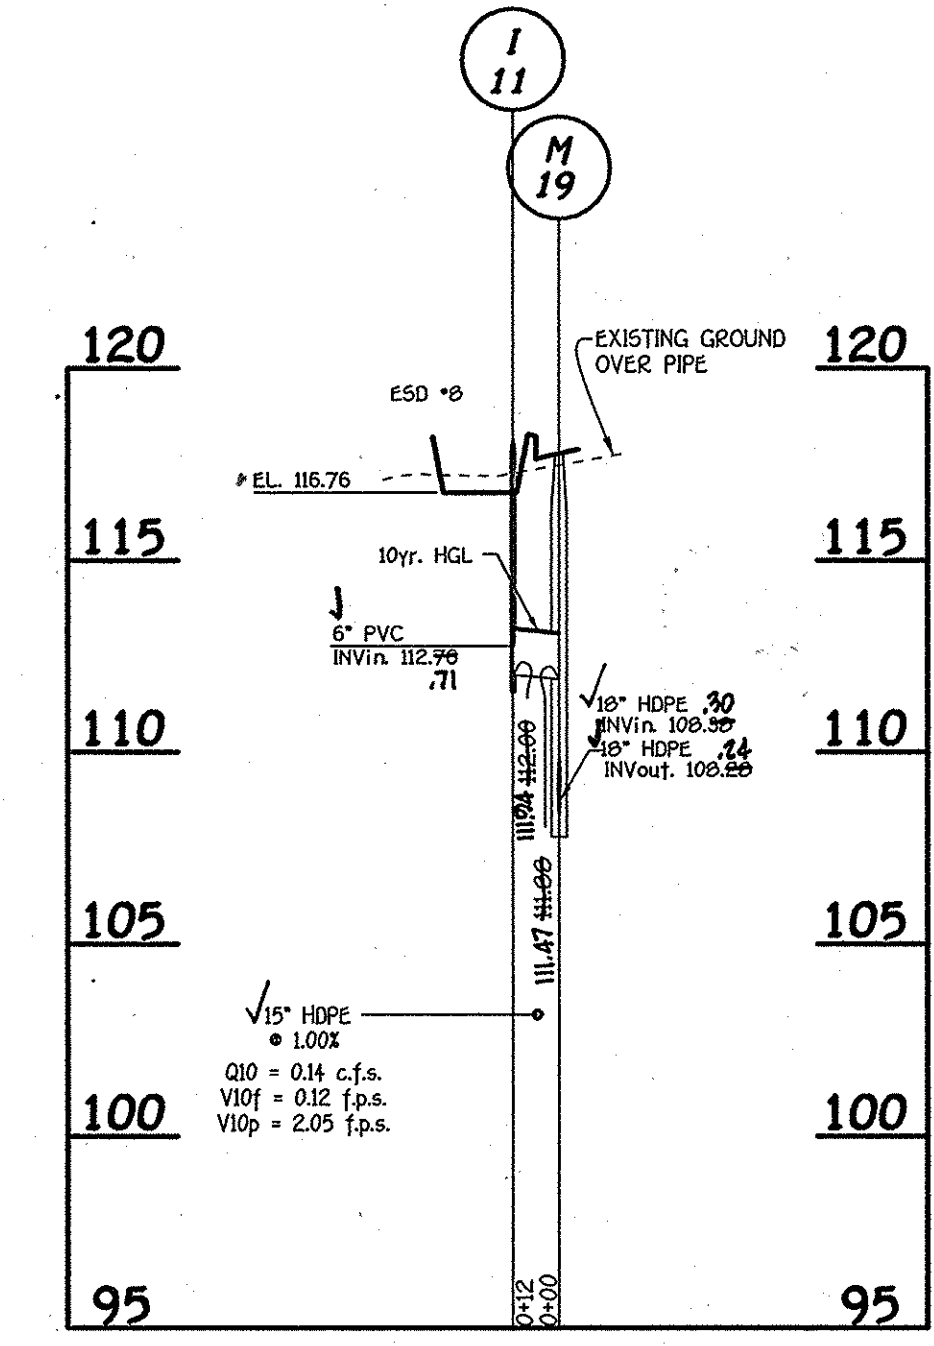 I
11
M
19
120
120
EXISTING GROUND
OVER PIPE
ESD #8
EL. 116.76
115
115
10yr. HGL
6" PVC
INVin. 112.78
.71
18" HDPE .30
INVin. 108.38
18" HDPE .24
INVout. 108.28
110
110
111.94 112.00
111.47 111.88
105
105
15" HDPE
@ 1.00%
Q10 = 0.14 c.f.s.
V10f = 0.12 f.p.s.
V10p = 2.05 f.p.s.
100
100
0+12
0+00
95
95